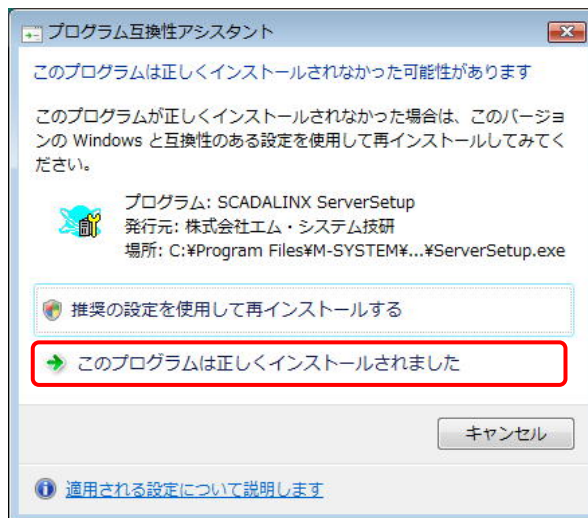 プログラム互換性アシスタント
このプログラムは正しくインストールされなかった可能性があります
このプログラムが正しくインストールされなかった場合は、このバージョ
ンの Windows と互換性のある設定を使用して再インストールしてみてく
ださい。
プログラム: SCADALINX ServerSetup
発行元: 株式会社エム・システム技研
場所: C:¥Program Files¥M-SYSTEM¥...¥ServerSetup.exe
推奨の設定を使用して再インストールする
このプログラムは正しくインストールされました
キャンセル
適用される設定について説明します